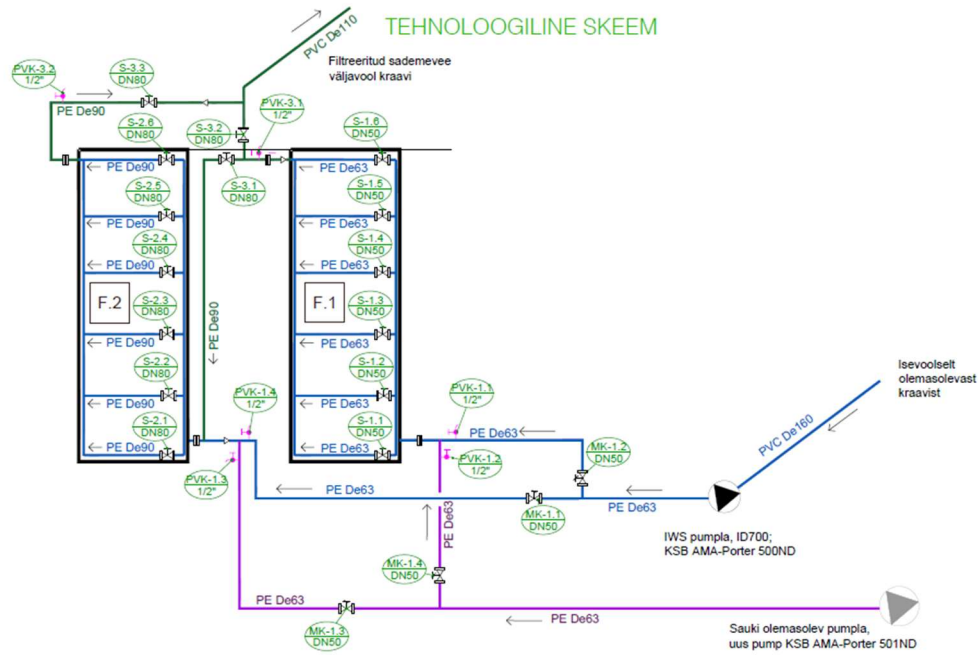 TEHNOLOOGILINE SKEEM
PVC De110
Filtreeritud sademevee
väljavool kraavi
PVK-3.2
1/2"
S-3.3
DN80
PE De90
PVK-3.1
1/2"
S-3.2
DN80
S-2.6
DN80
S-1.6
DN50
PE De90
S-3.1
DN80
PE De63
S-2.5
DN80
S-1.5
DN50
PE De90
PE De63
S-2.4
DN80
S-1.4
DN50
PE De90
PE De63
F.2
S-2.3
DN80
F.1
S-1.3
DN50
PE De90
PE De90
PE De63
S-2.2
DN80
S-1.2
DN50
PE De90
PE De63
S-2.1
DN80
S-1.1
DN50
PE De90
PE De63
PVK-1.4
1/2"
PVK-1.1
1/2"
Isevoolselt
olemasolevast
kraavist
PVC De160
PE De63
MK-1.2
DN50
PVK-1.3
1/2"
PVK-1.2
1/2"
PE De63
MK-1.1
DN50
PE De63
PE De63
IWS pumpla, ID700;
KSB AMA-Porter 500ND
MK-1.4
DN50
PE De63
MK-1.3
DN50
PE De63
Sauki olemasolev pumpla,
uus pump KSB AMA-Porter 501ND